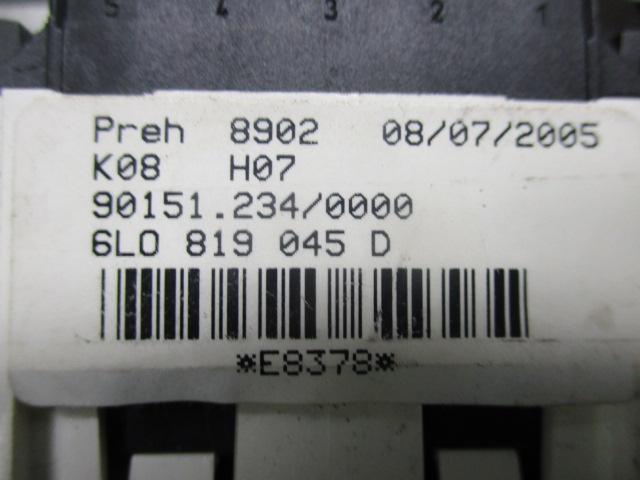 5 4 3 2 1
Preh 8902 08/07/2005
K08 H07
90151.234/0000
6L0 819 045 D
*E8378*